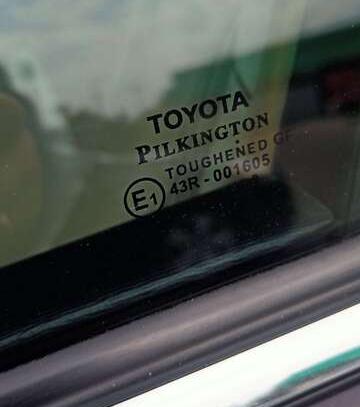 TOYOTA
PILKINGTON
TOUGHENED
E1 43R - 001605